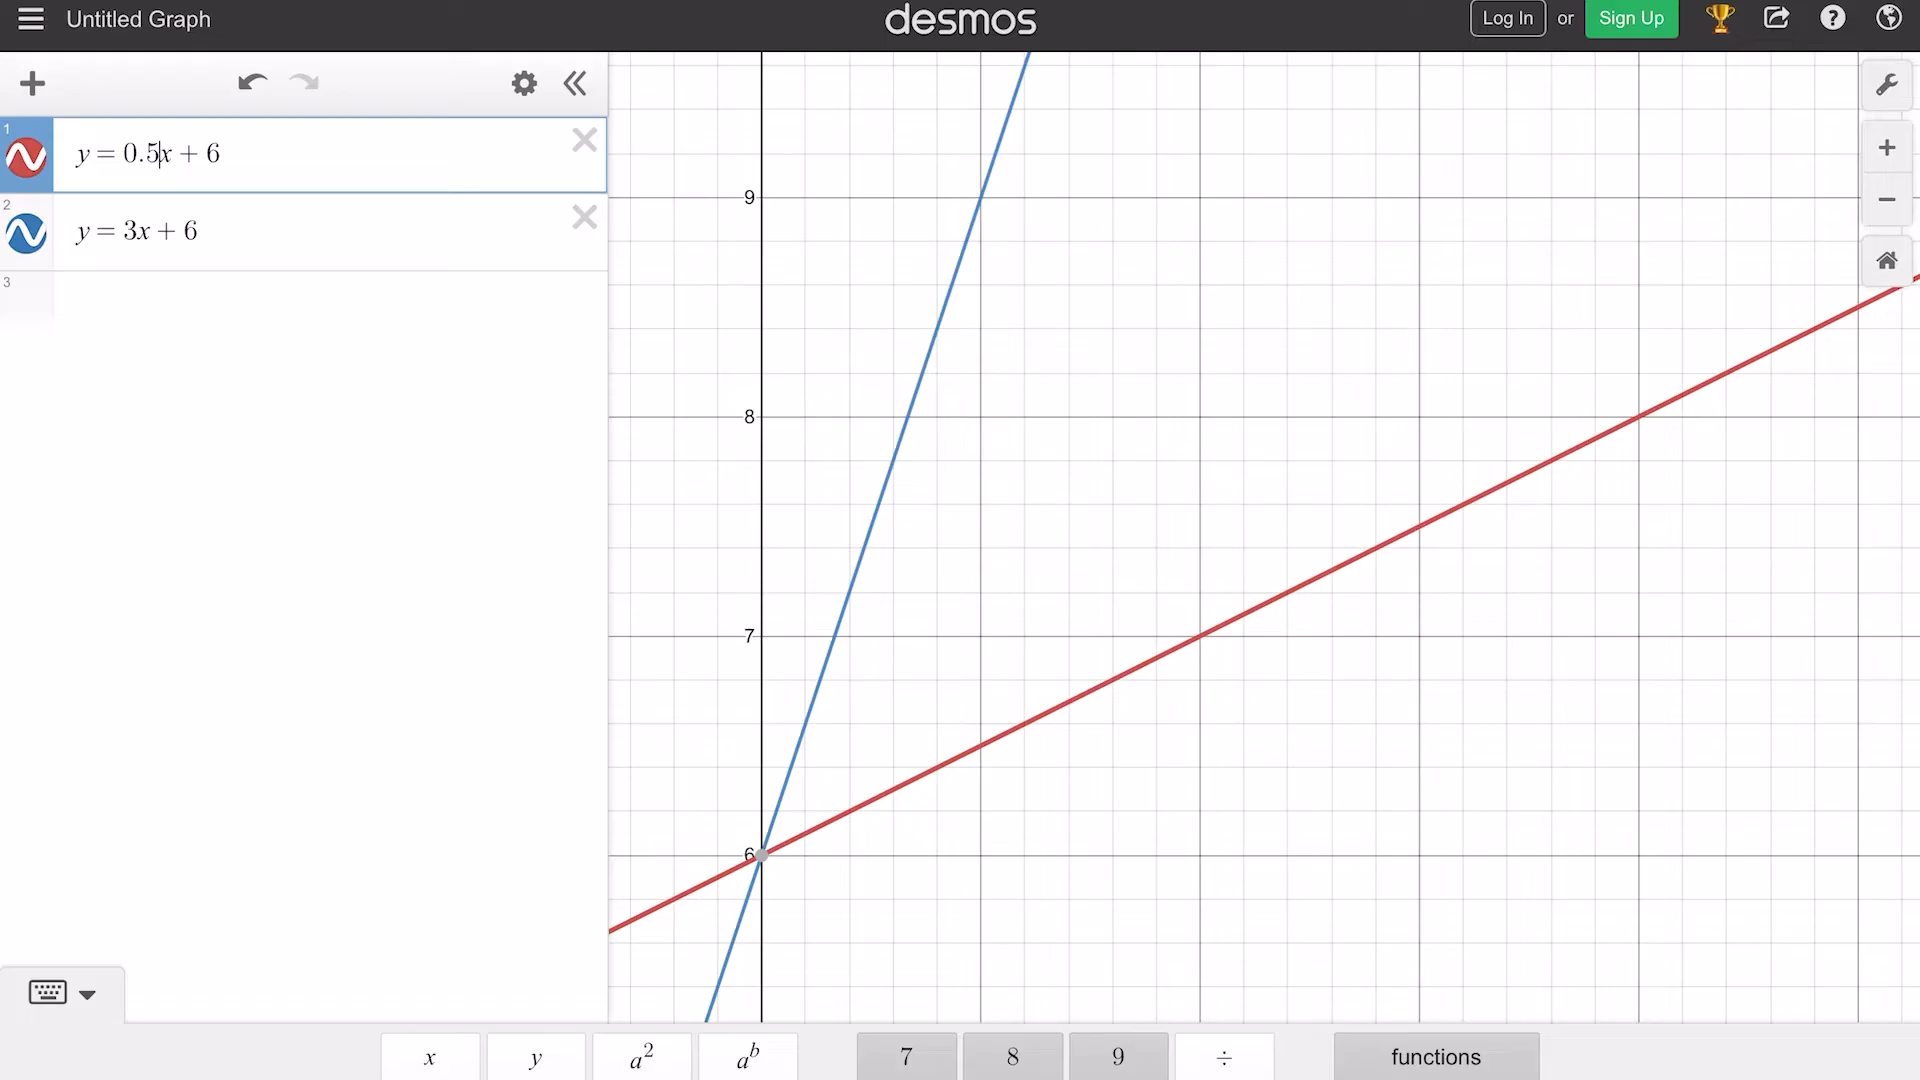 Untitled Graph
desmos
Log In or Sign Up
1
y = 0.5x + 6
2
y = 3x + 6
3
9
8
7
6
x y a² aᵇ 7 8 9 ÷ functions